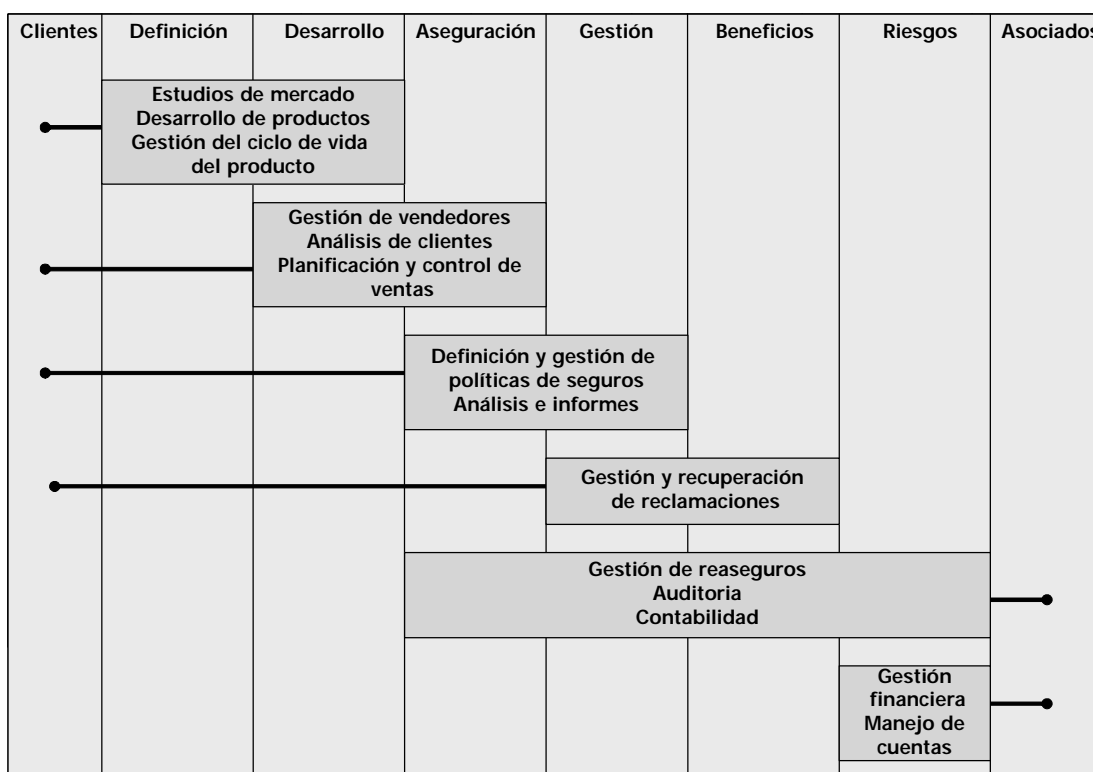 Clientes Definición Desarrollo Aseguración Gestión Beneficios Riesgos Asociados
Estudios de mercado
Desarrollo de productos
Gestión del ciclo de vida
del producto
Gestión de vendedores
Análisis de clientes
Planificación y control de
ventas
Definición y gestión de
políticas de seguros
Análisis e informes
Gestión y recuperación
de reclamaciones
Gestión de reaseguros
Auditoria
Contabilidad
Gestión
financiera
Manejo de
cuentas